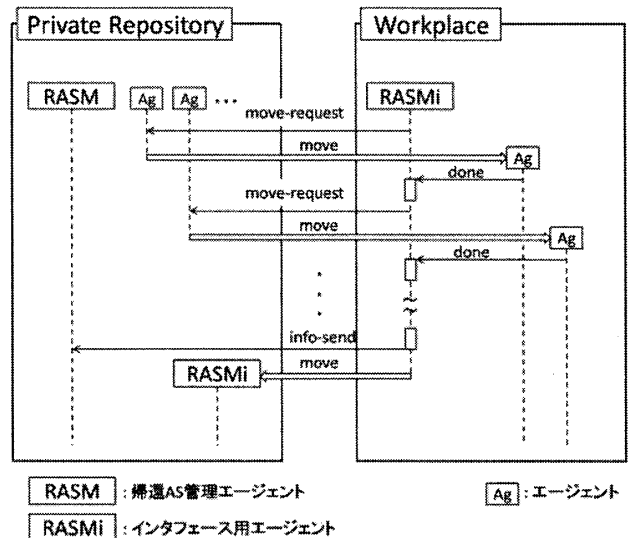 Private Repository
Workplace
RASM
Ag
Ag
...
RASMi
move-request
move
Ag
done
move-request
move
Ag
done
info-send
move
RASMi
RASM : 帰還AS管理エージェント
Ag : エージェント
RASMi : インタフェース用エージェント